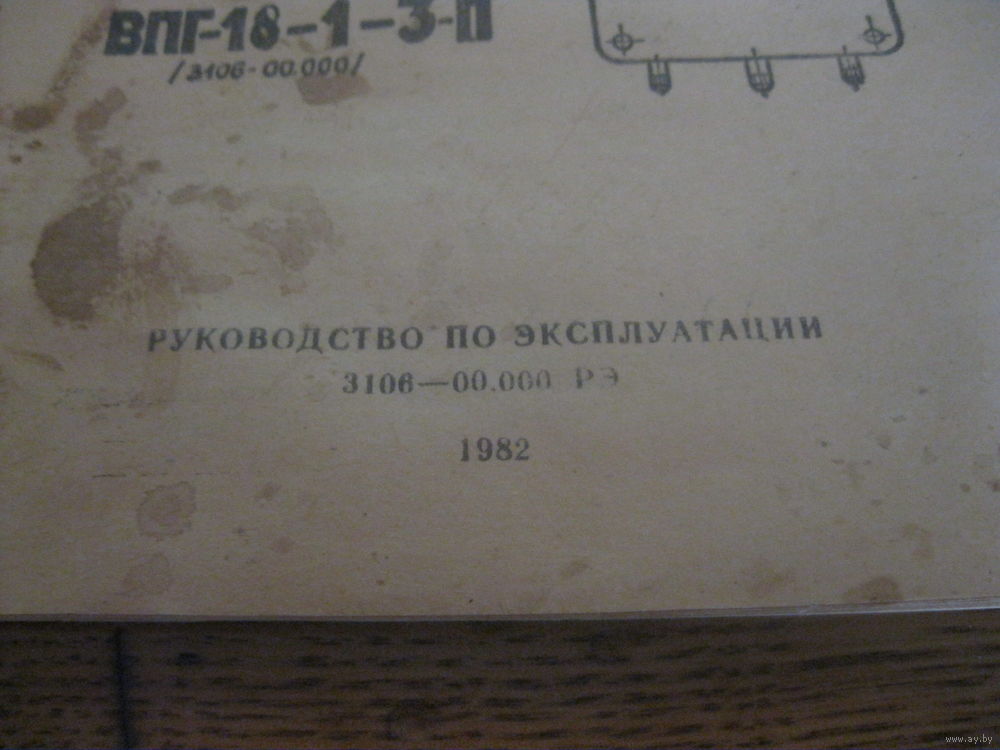 ВПГ-18-1-3-П
/3106-00.000/
РУКОВОДСТВО ПО ЭКСПЛУАТАЦИИ
3106—00.000 РЭ
1982
www.ay.by